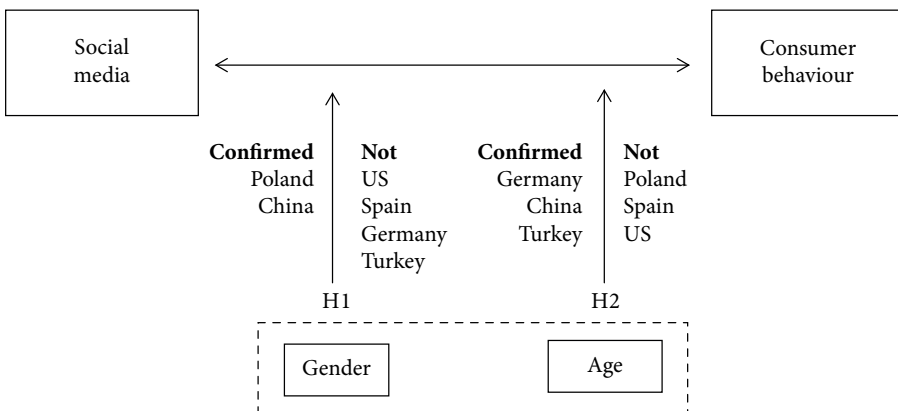 Social
media
Consumer
behaviour
Confirmed
Poland
China
Not
US
Spain
Germany
Turkey
Confirmed
Germany
China
Turkey
Not
Poland
Spain
US
H1
H2
Gender
Age